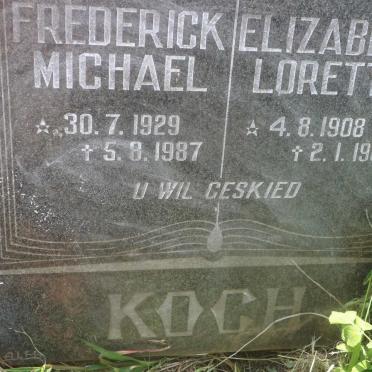 FREDERICK
MICHAEL
☆ 30.7.1929
✝ 5.8.1987
ELIZAB
LORETT
☆ 4.8.1908
✝ 2.1.19
U WIL GESKIED
KOCH